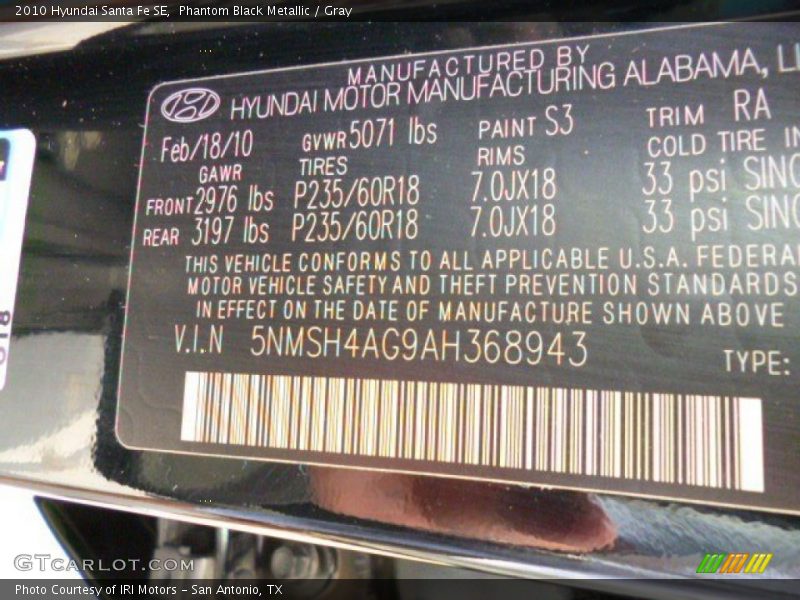 2010 Hyundai Santa Fe SE, Phantom Black Metallic / Gray
MANUFACTURED BY
HYUNDAI MOTOR MANUFACTURING ALABAMA,
Feb/18/10 GVWR 5071 lbs PAINT S3 TRIM RA
GAWR TIRES RIMS COLD TIRE
FRONT 2976 lbs P235/60R18 7.0JX18 33 psi
REAR 3197 lbs P235/60R18 7.0JX18 33 psi
THIS VEHICLE CONFORMS TO ALL APPLICABLE U.S.A. FEDERAL
MOTOR VEHICLE SAFETY AND THEFT PREVENTION STANDARDS
IN EFFECT ON THE DATE OF MANUFACTURE SHOWN ABOVE
V.I.N 5NMSH4AG9AH368943 TYPE:
GTCARLOT.COM
Photo Courtesy of IRI Motors - San Antonio, TX